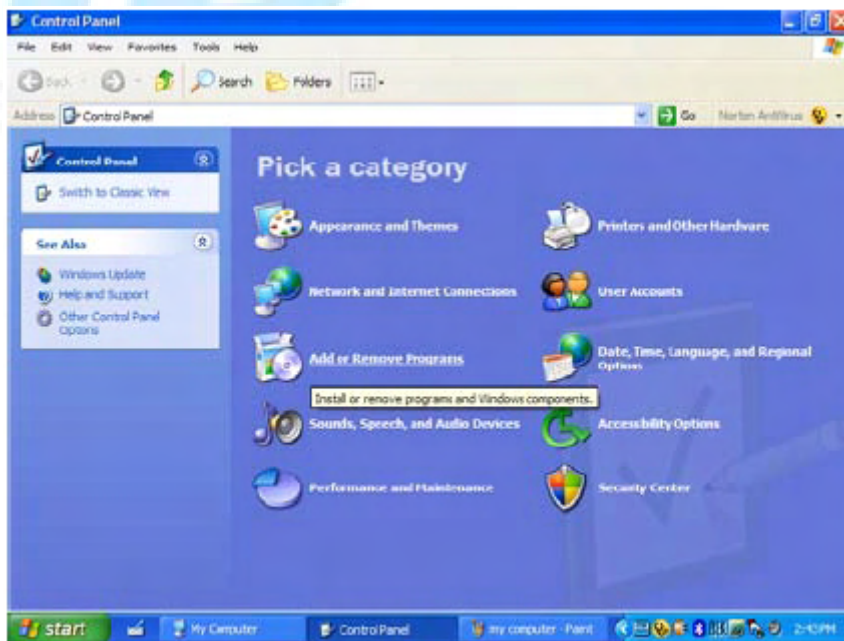 Control Panel
File Edit View Favorites Tools Help
Back Search Folders
Address Control Panel Go Norton AntiVirus
Control Panel
Switch to Classic View
See Also
Windows Update
Help and Support
Other Control Panel
Options
Pick a category
Appearance and Themes
Printers and Other Hardware
Network and Internet Connections
User Accounts
Add or Remove Programs
Date, Time, Language, and Regional
Options
Install or remove programs and Windows components.
Sounds, Speech, and Audio Devices
Accessibility Options
Performance and Maintenance
Security Center
start My Computer Control Panel my computer - Paint 2:43 PM